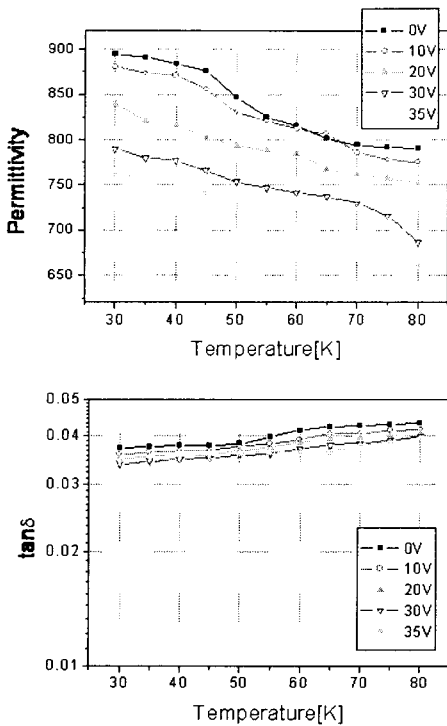 900
850
800
750
700
650
Permittivity
0V
10V
20V
30V
35V
30 40 50 60 70 80
Temperature[K]
0.05
0.04
0.03
0.02
0.01
tanδ
0V
10V
20V
30V
35V
30 40 50 60 70 80
Temperature[K]